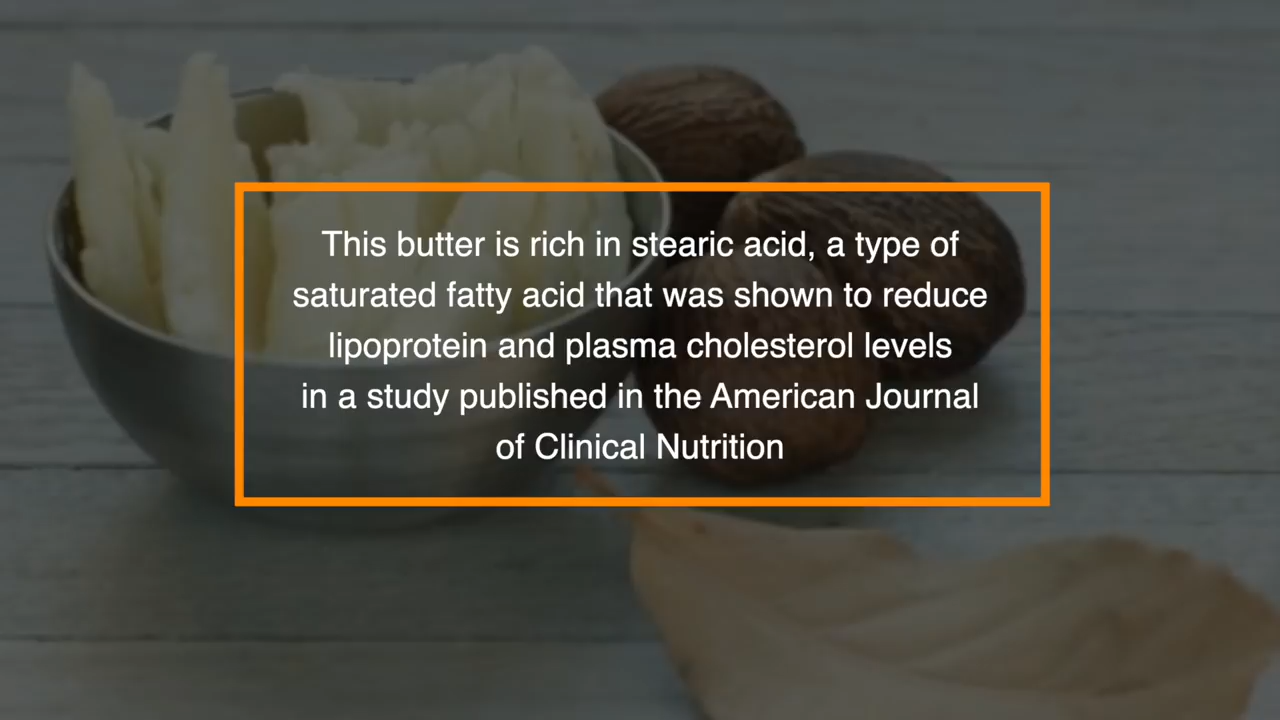 This butter is rich in stearic acid, a type of
saturated fatty acid that was shown to reduce
lipoprotein and plasma cholesterol levels
in a study published in the American Journal
of Clinical Nutrition